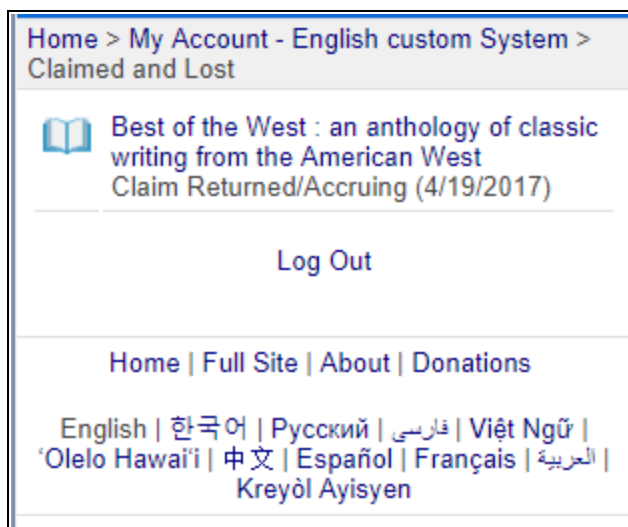 Home > My Account - English custom System >
Claimed and Lost
Best of the West : an anthology of classic
writing from the American West
Claim Returned/Accruing (4/19/2017)
Log Out
Home | Full Site | About | Donations
English | 한국어 | Русский | فارسی | Việt Ngữ |
ʻOlelo Hawaiʻi | 中文 | Español | Français | العربية |
Kreyòl Ayisyen